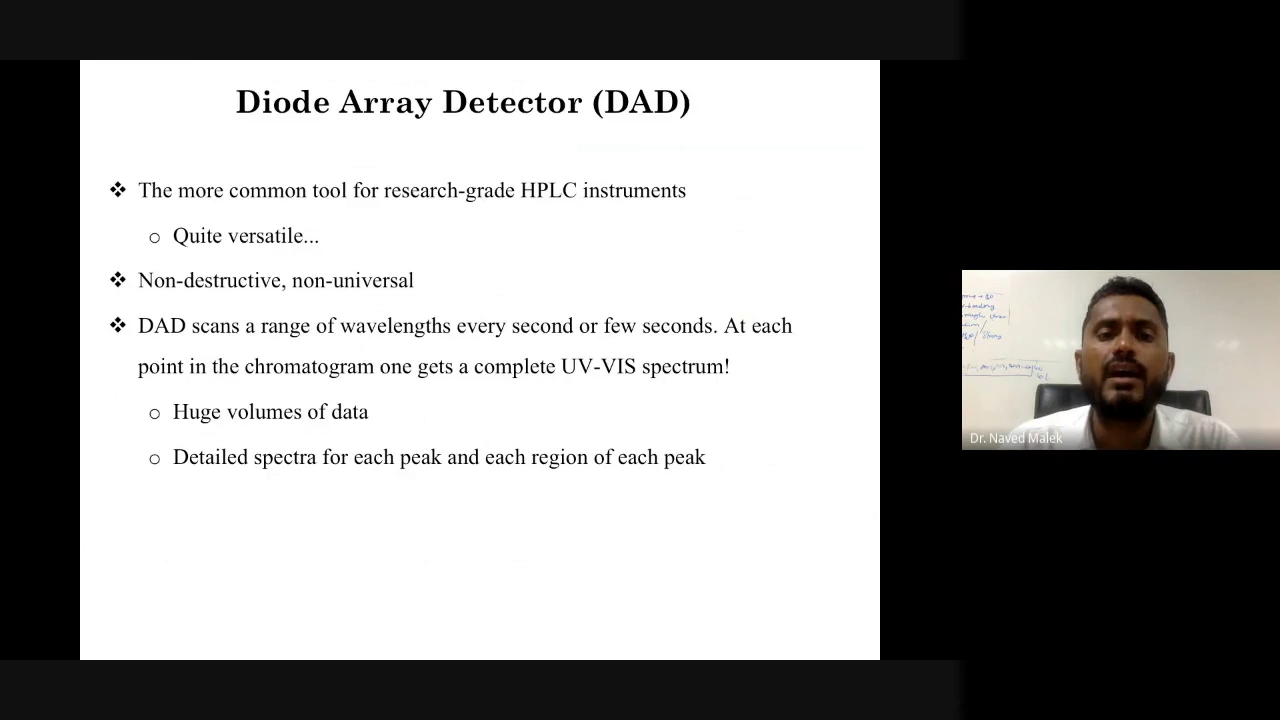 Diode Array Detector (DAD)
❖ The more common tool for research-grade HPLC instruments
o Quite versatile...
❖ Non-destructive, non-universal
❖ DAD scans a range of wavelengths every second or few seconds. At each
point in the chromatogram one gets a complete UV-VIS spectrum!
o Huge volumes of data
o Detailed spectra for each peak and each region of each peak
Dr. Naved Malek